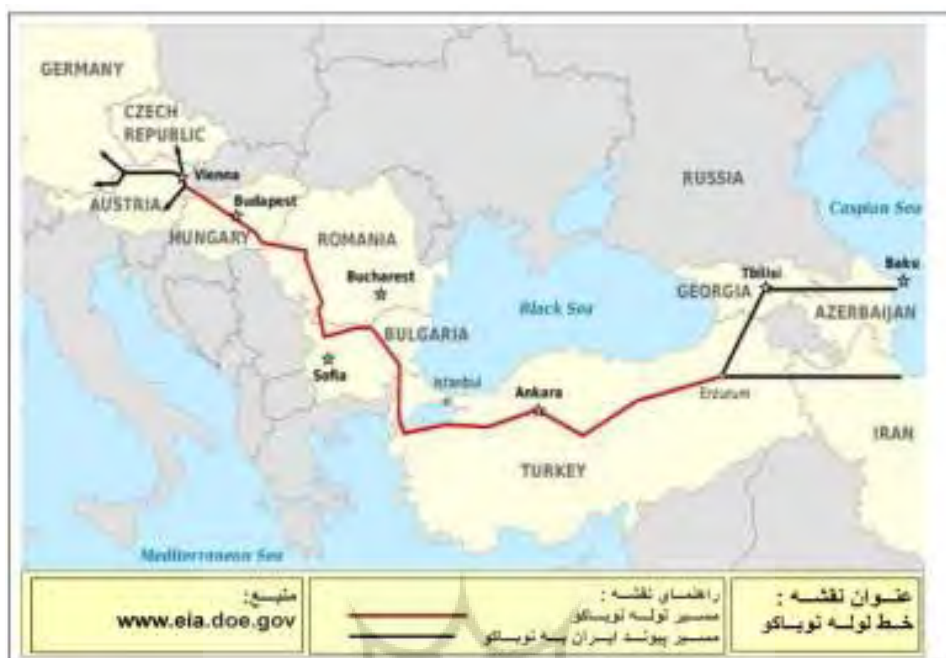 GERMANY
CZECH
REPUBLIC
Vienna
AUSTRIA
Budapest
HUNGARY
ROMANIA
Bucharest
BULGARIA
Sofia
Istanbul
Black Sea
Ankara
TURKEY
Erzurum
RUSSIA
Caspian Sea
Tbilisi
GEORGIA
Baku
AZERBAIJAN
IRAN
Mediterranean Sea
عنوان نقشه :
خط لوله نوباکو
راهنمای نقشه :
مسیر لوله نوباکو
مسیر پیوند ایران به نوباکو
منبع:
www.eia.doe.gov